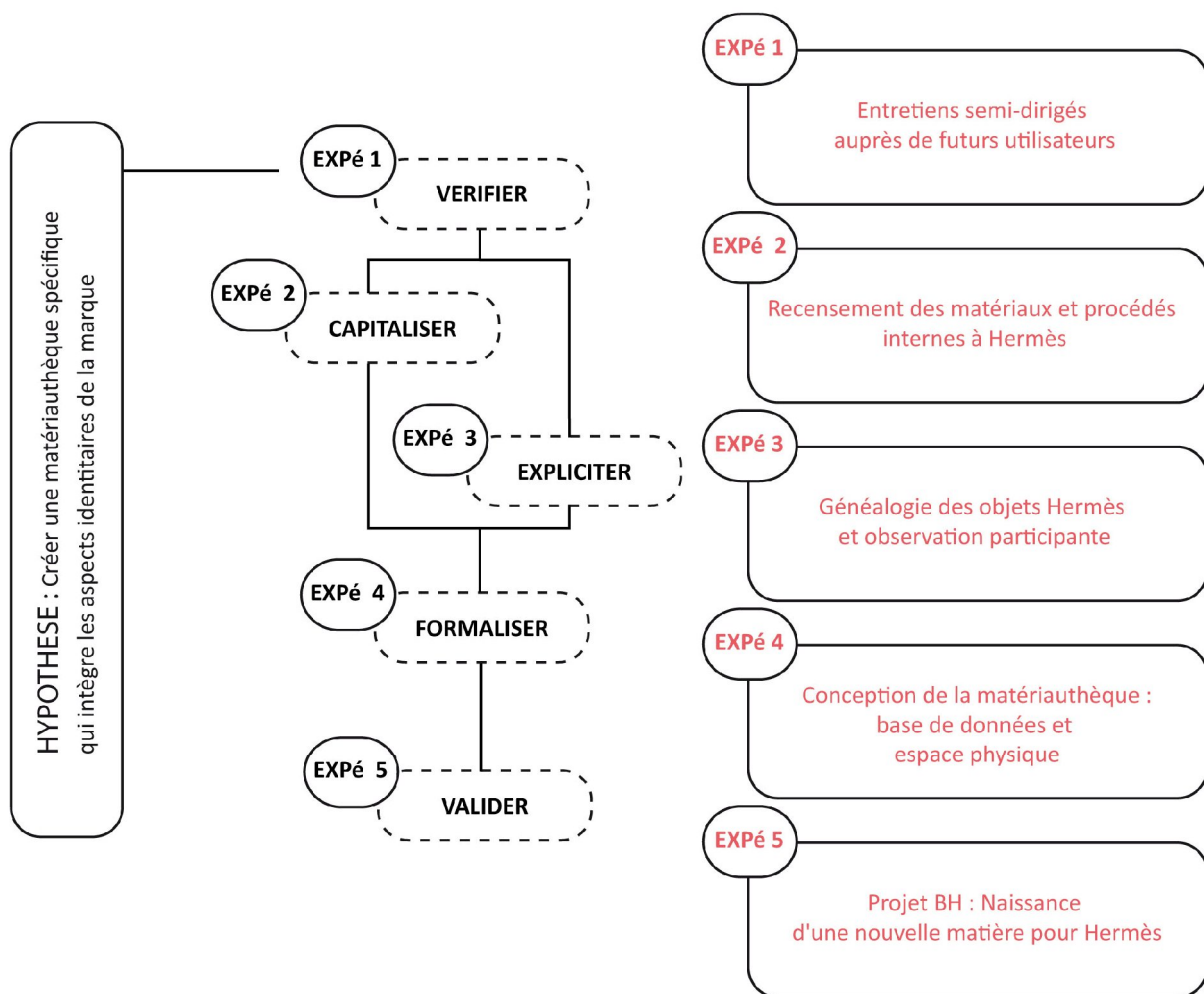 HYPOTHESE : Créer une matériauthèque spécifique
qui intègre les aspects identitaires de la marque
EXPé 1
VERIFIER
EXPé 2
CAPITALISER
EXPé 3
EXPLICITER
EXPé 4
FORMALISER
EXPé 5
VALIDER
EXPé 1
Entretiens semi-dirigés
auprès de futurs utilisateurs
EXPé 2
Recensement des matériaux et procédés
internes à Hermès
EXPé 3
Généalogie des objets Hermès
et observation participante
EXPé 4
Conception de la matériauthèque :
base de données et
espace physique
EXPé 5
Projet BH : Naissance
d'une nouvelle matière pour Hermès